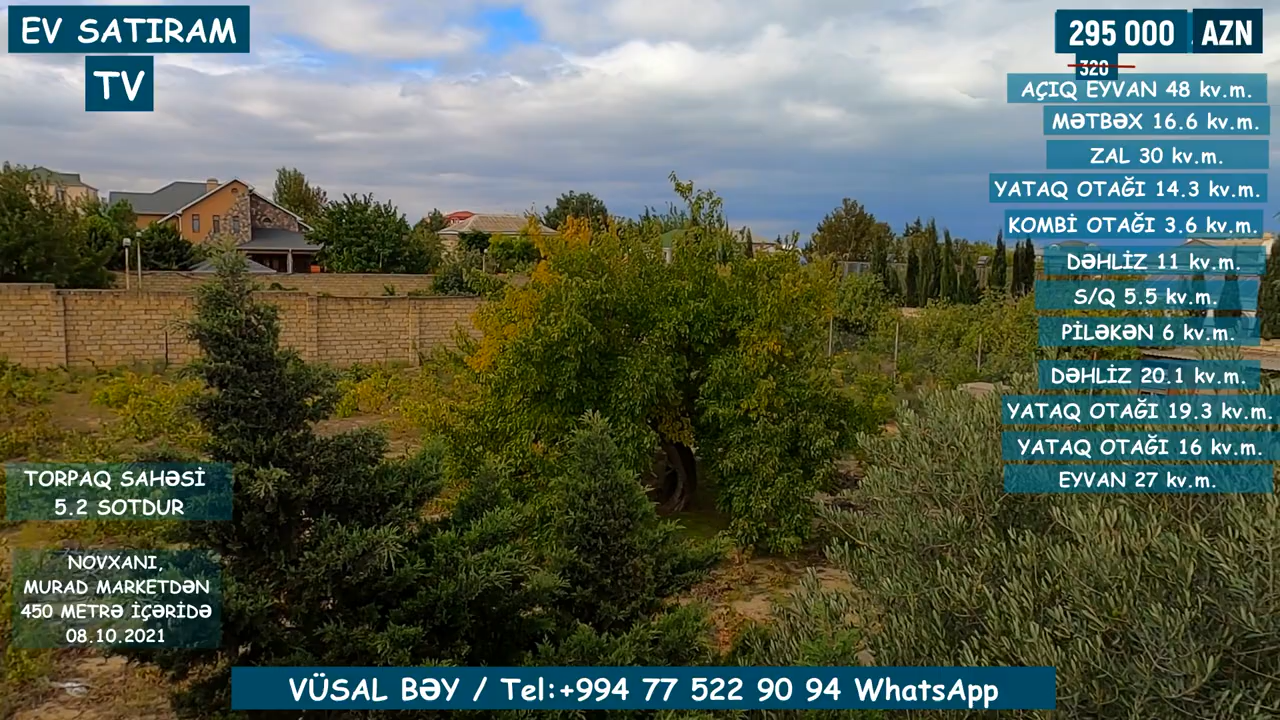 EV SATIRAM
TV
295 000 AZN
320
AÇIQ EYVAN 48 kv.m.
MƏTBƏX 16.6 kv.m.
ZAL 30 kv.m.
YATAQ OTAĞI 14.3 kv.m.
KOMBİ OTAĞI 3.6 kv.m.
DƏHLİZ 11 kv.m.
S/Q 5.5 kv.m.
PİLƏKƏN 6 kv.m.
DƏHLİZ 20.1 kv.m.
YATAQ OTAĞI 19.3 kv.m.
YATAQ OTAĞI 16 kv.m.
EYVAN 27 kv.m.
TORPAQ SAHƏSİ
5.2 SOTDUR
NOVXANI,
MURAD MARKETDƏN
450 METRƏ İÇƏRİDƏ
08.10.2021
VÜSAL BƏY / Tel:+994 77 522 90 94 WhatsApp